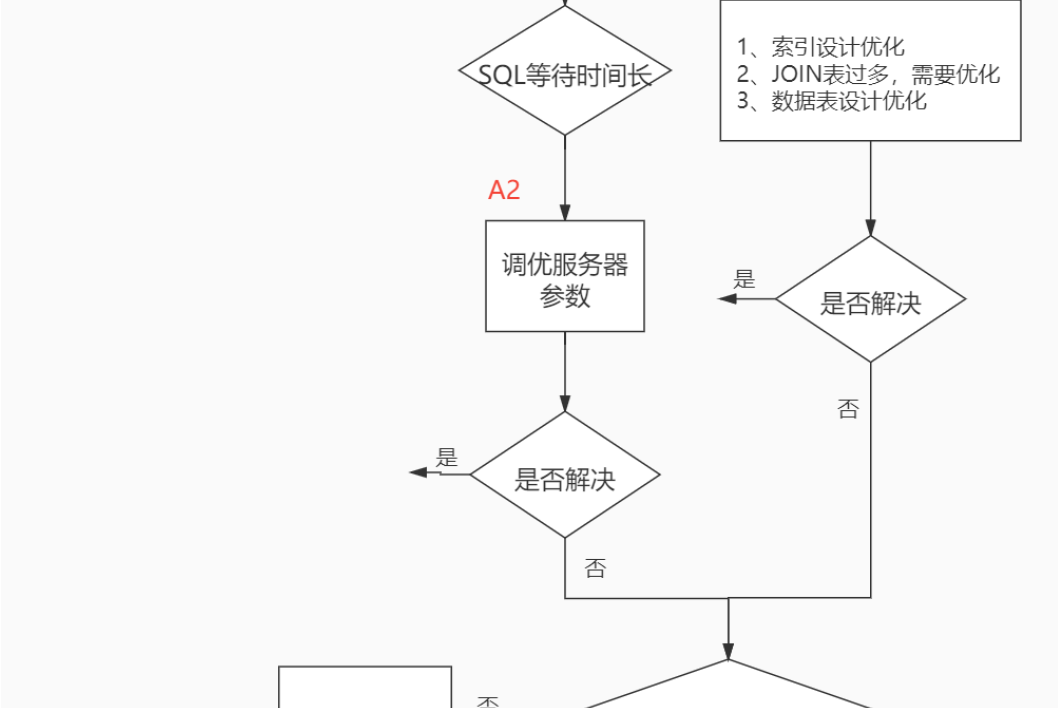 SQL等待时间长
1、索引设计优化
2、JOIN表过多，需要优化
3、数据表设计优化
A2
调优服务器
参数
是
是否解决
否
是
是否解决
否
否